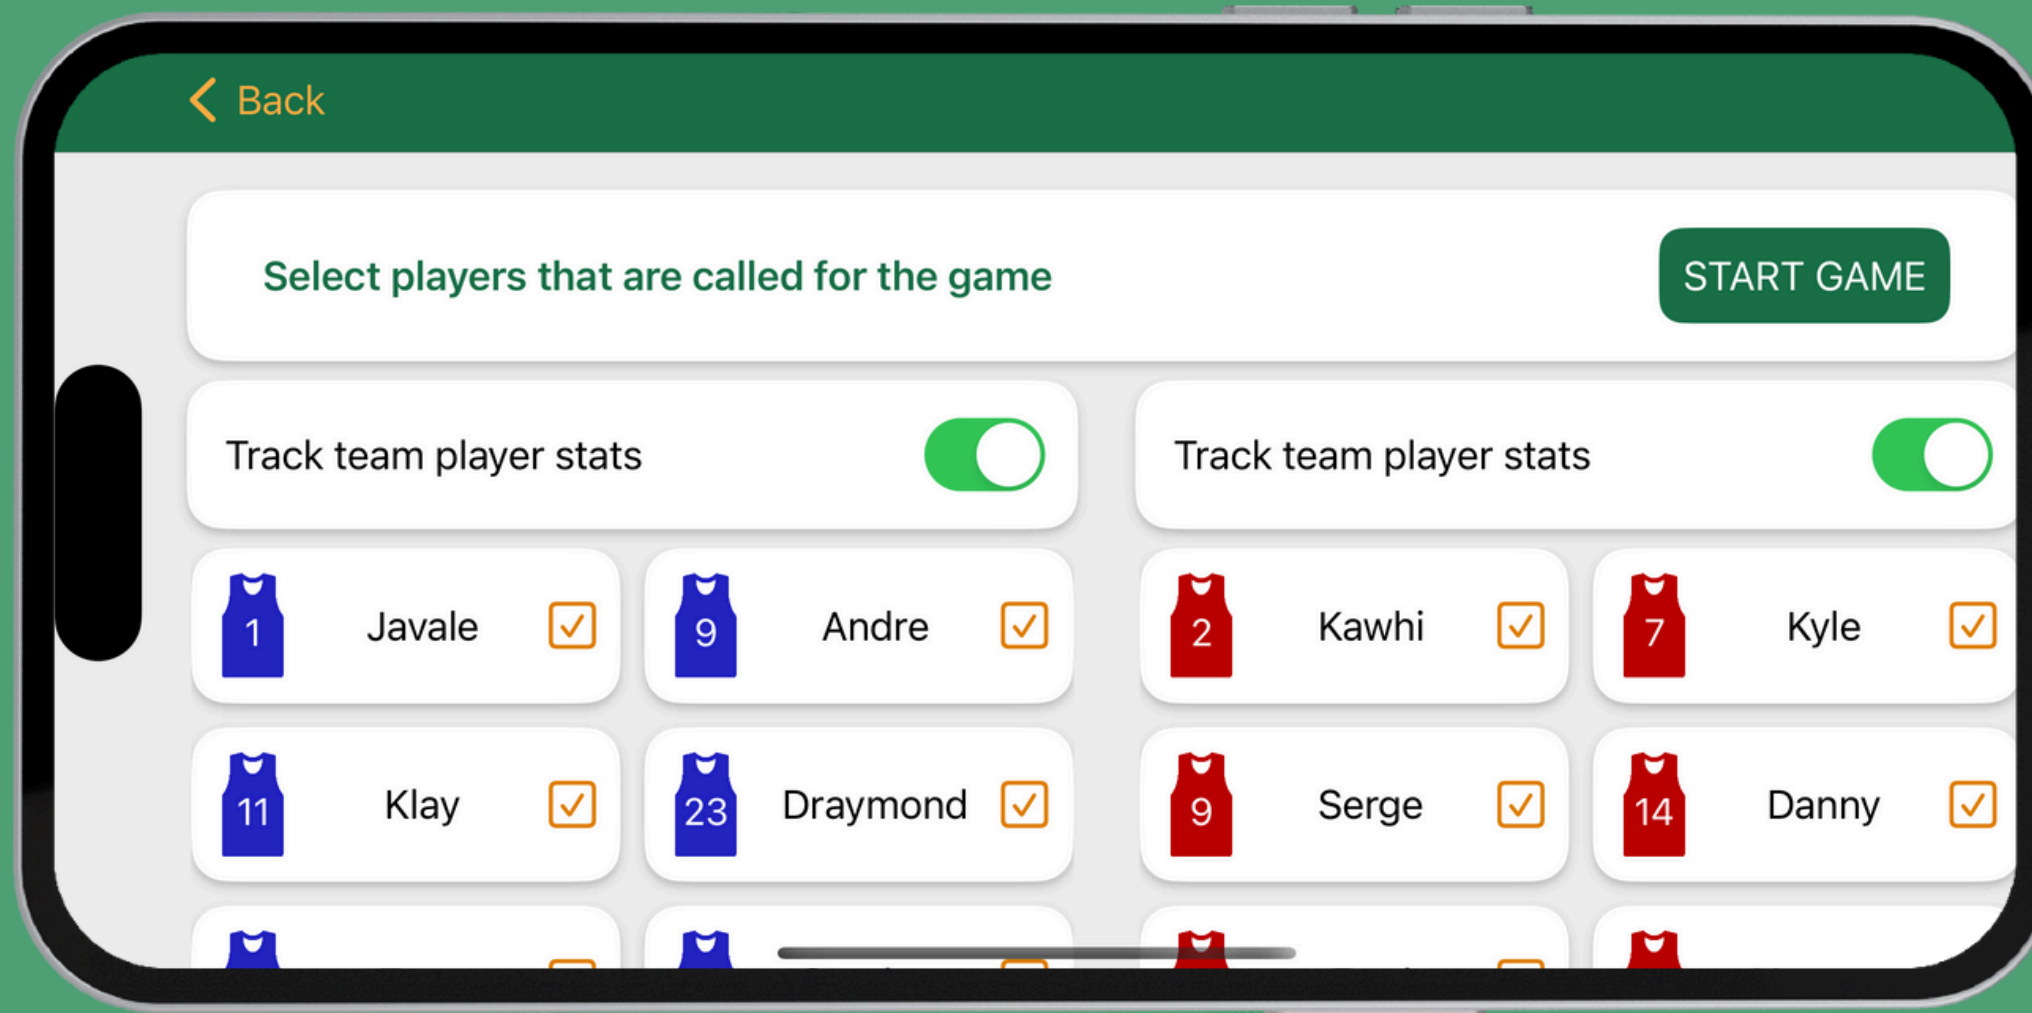 Back
Select players that are called for the game
START GAME
Track team player stats
Track team player stats
1 Javale
9 Andre
2 Kawhi
7 Kyle
11 Klay
23 Draymond
9 Serge
14 Danny